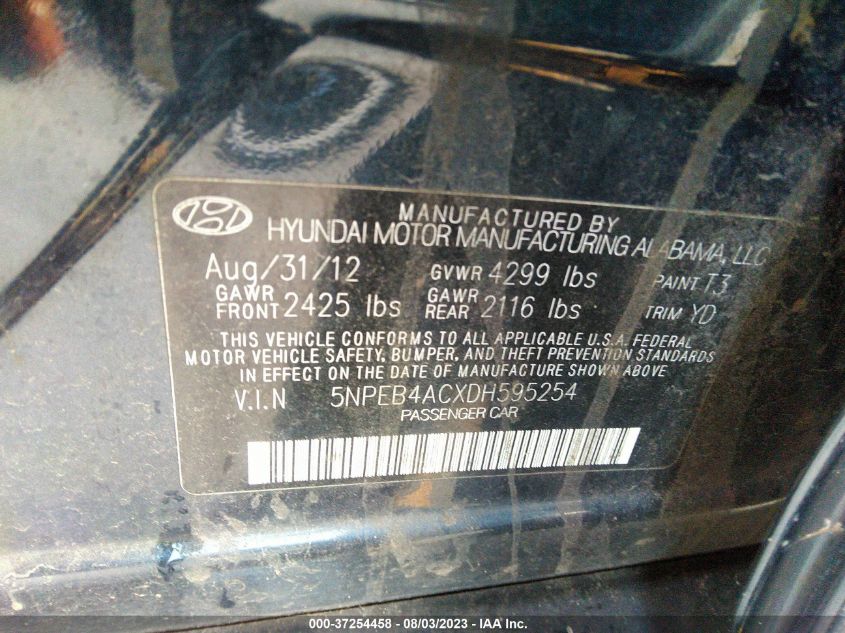 MANUFACTURED BY
HYUNDAI MOTOR MANUFACTURING ALABAMA, LLC
Aug/31/12 GVWR 4299 lbs PAINT T3
GAWR FRONT 2425 lbs GAWR REAR 2116 lbs TRIM YD
THIS VEHICLE CONFORMS TO ALL APPLICABLE U.S.A. FEDERAL
MOTOR VEHICLE SAFETY, BUMPER, AND THEFT PREVENTION STANDARDS
IN EFFECT ON THE DATE OF MANUFACTURE SHOWN ABOVE.
V.I.N 5NPEB4ACXDH595254
PASSENGER CAR
000-37254458 - 08/03/2023 - IAA Inc.